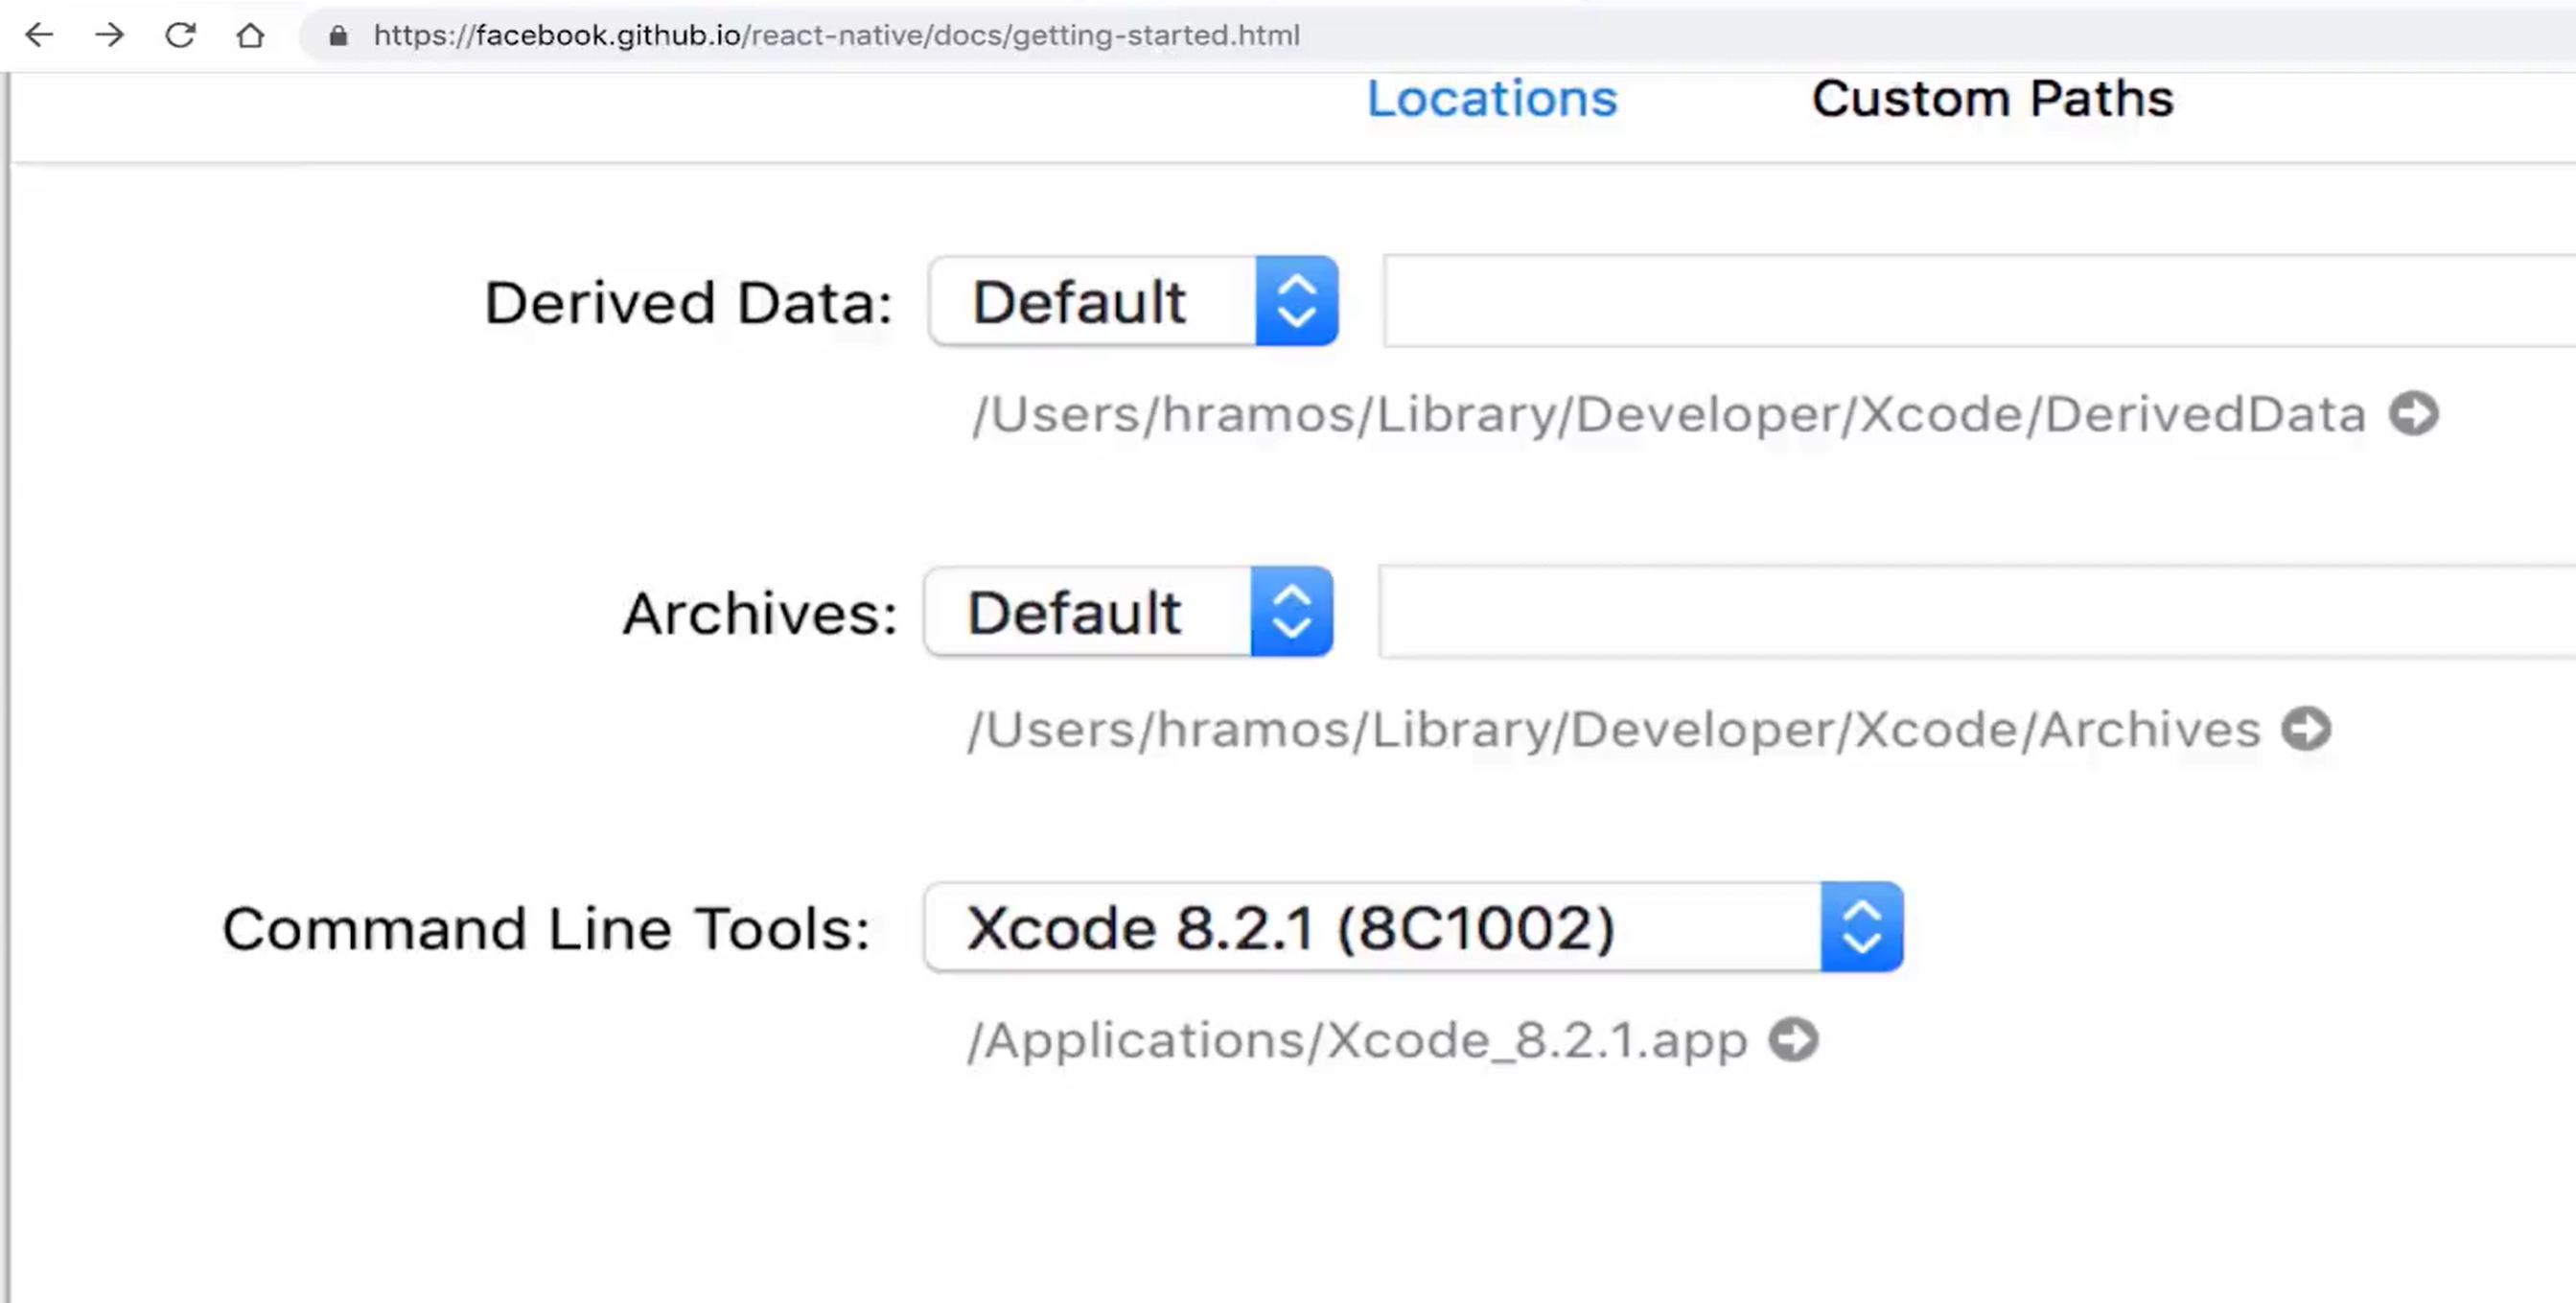 https://facebook.github.io/react-native/docs/getting-started.html
Locations Custom Paths
Derived Data: Default
/Users/hramos/Library/Developer/Xcode/DerivedData
Archives: Default
/Users/hramos/Library/Developer/Xcode/Archives
Command Line Tools: Xcode 8.2.1 (8C1002)
/Applications/Xcode_8.2.1.app